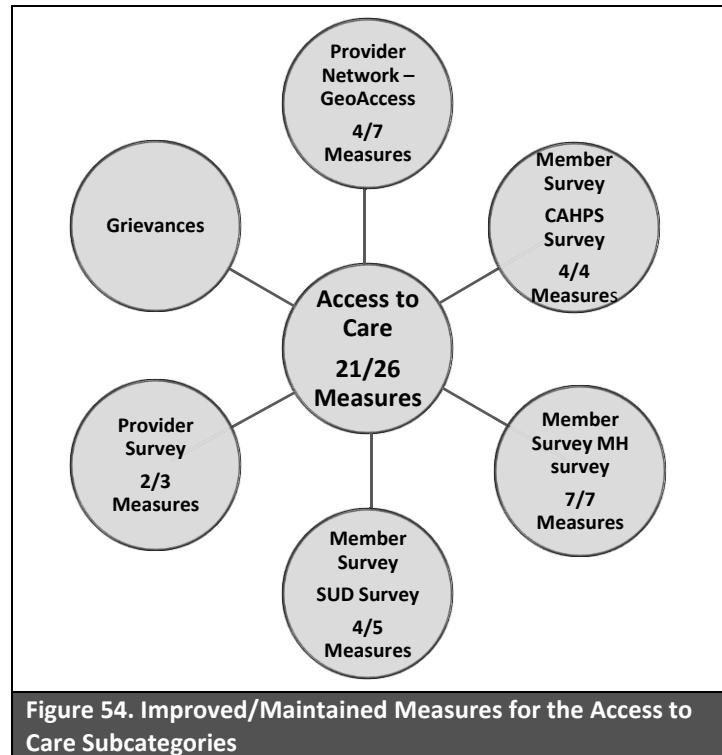 Provider
Network –
GeoAccess
4/7
Measures
Member
Survey
CAHPS
Survey
4/4
Measures
Grievances
Access to
Care
21/26
Measures
Provider
Survey
2/3
Measures
Member
Survey MH
survey
7/7
Measures
Member
Survey
SUD Survey
4/5
Measures
Figure 54. Improved/Maintained Measures for the Access to
Care Subcategories